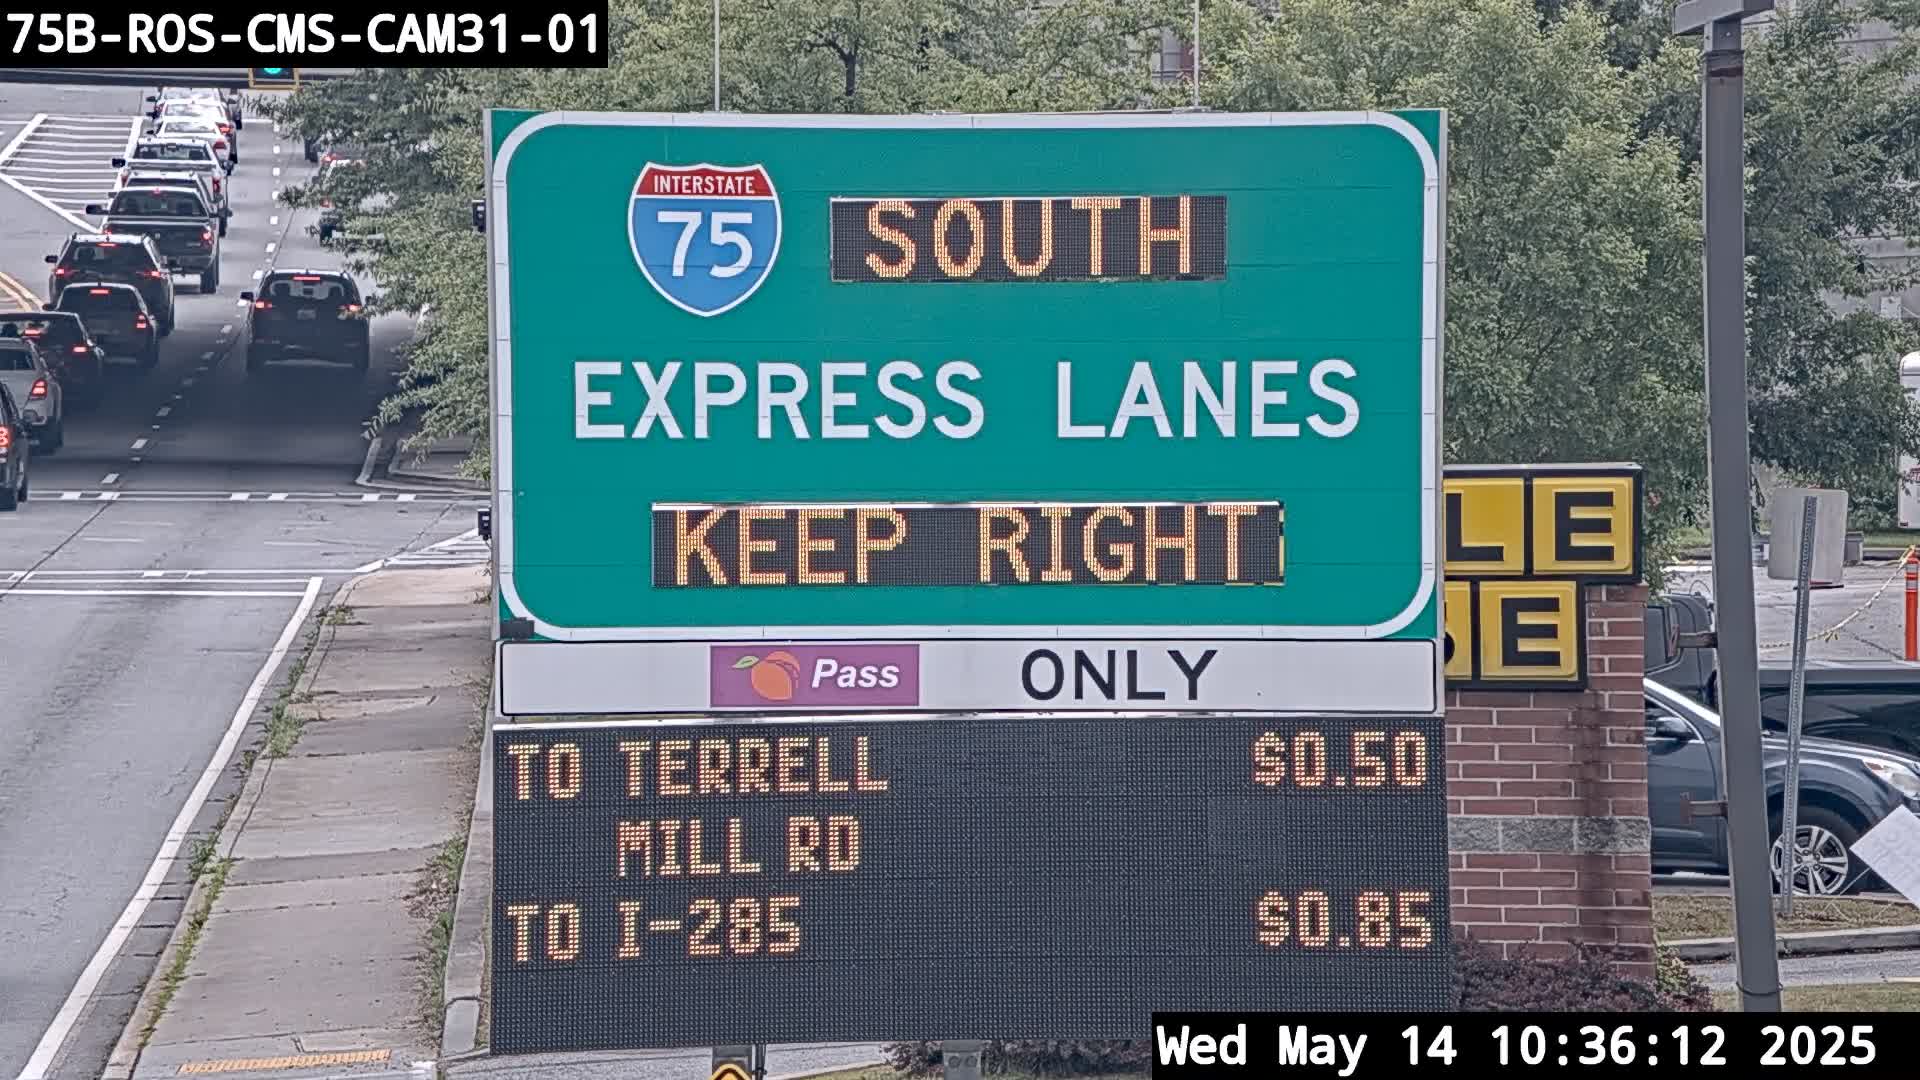 75B-ROS-CMS-CAM31-01
INTERSTATE
75
SOUTH
EXPRESS LANES
KEEP RIGHT
Pass ONLY
TO TERRELL $0.50
MILL RD
TO I-285 $0.85
LE
E
Wed May 14 10:36:12 2025